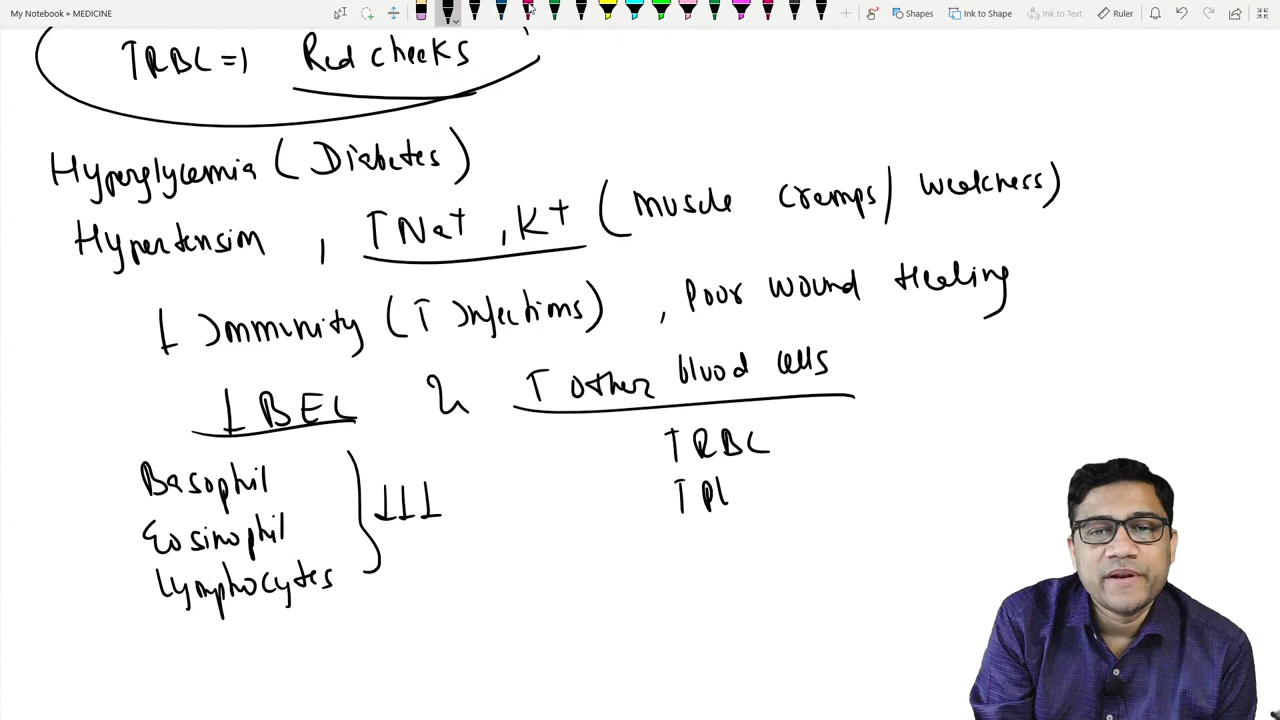 My Notebook » MEDICINE
Shapes Ink to Shape Ink to Text Ruler
↑RBC ⇒ Red cheeks
Hyperglycemia (Diabetes)
Hypertension, ↑Na+, K+ (muscle cramps/ weakness)
↓ Immunity (↑ Infections), poor wound Healing
↓ BEL & ↑ other blood cells
Basophil
Eosinophil
Lymphocytes
↓↓↓
↑ RBC
↑ Pl